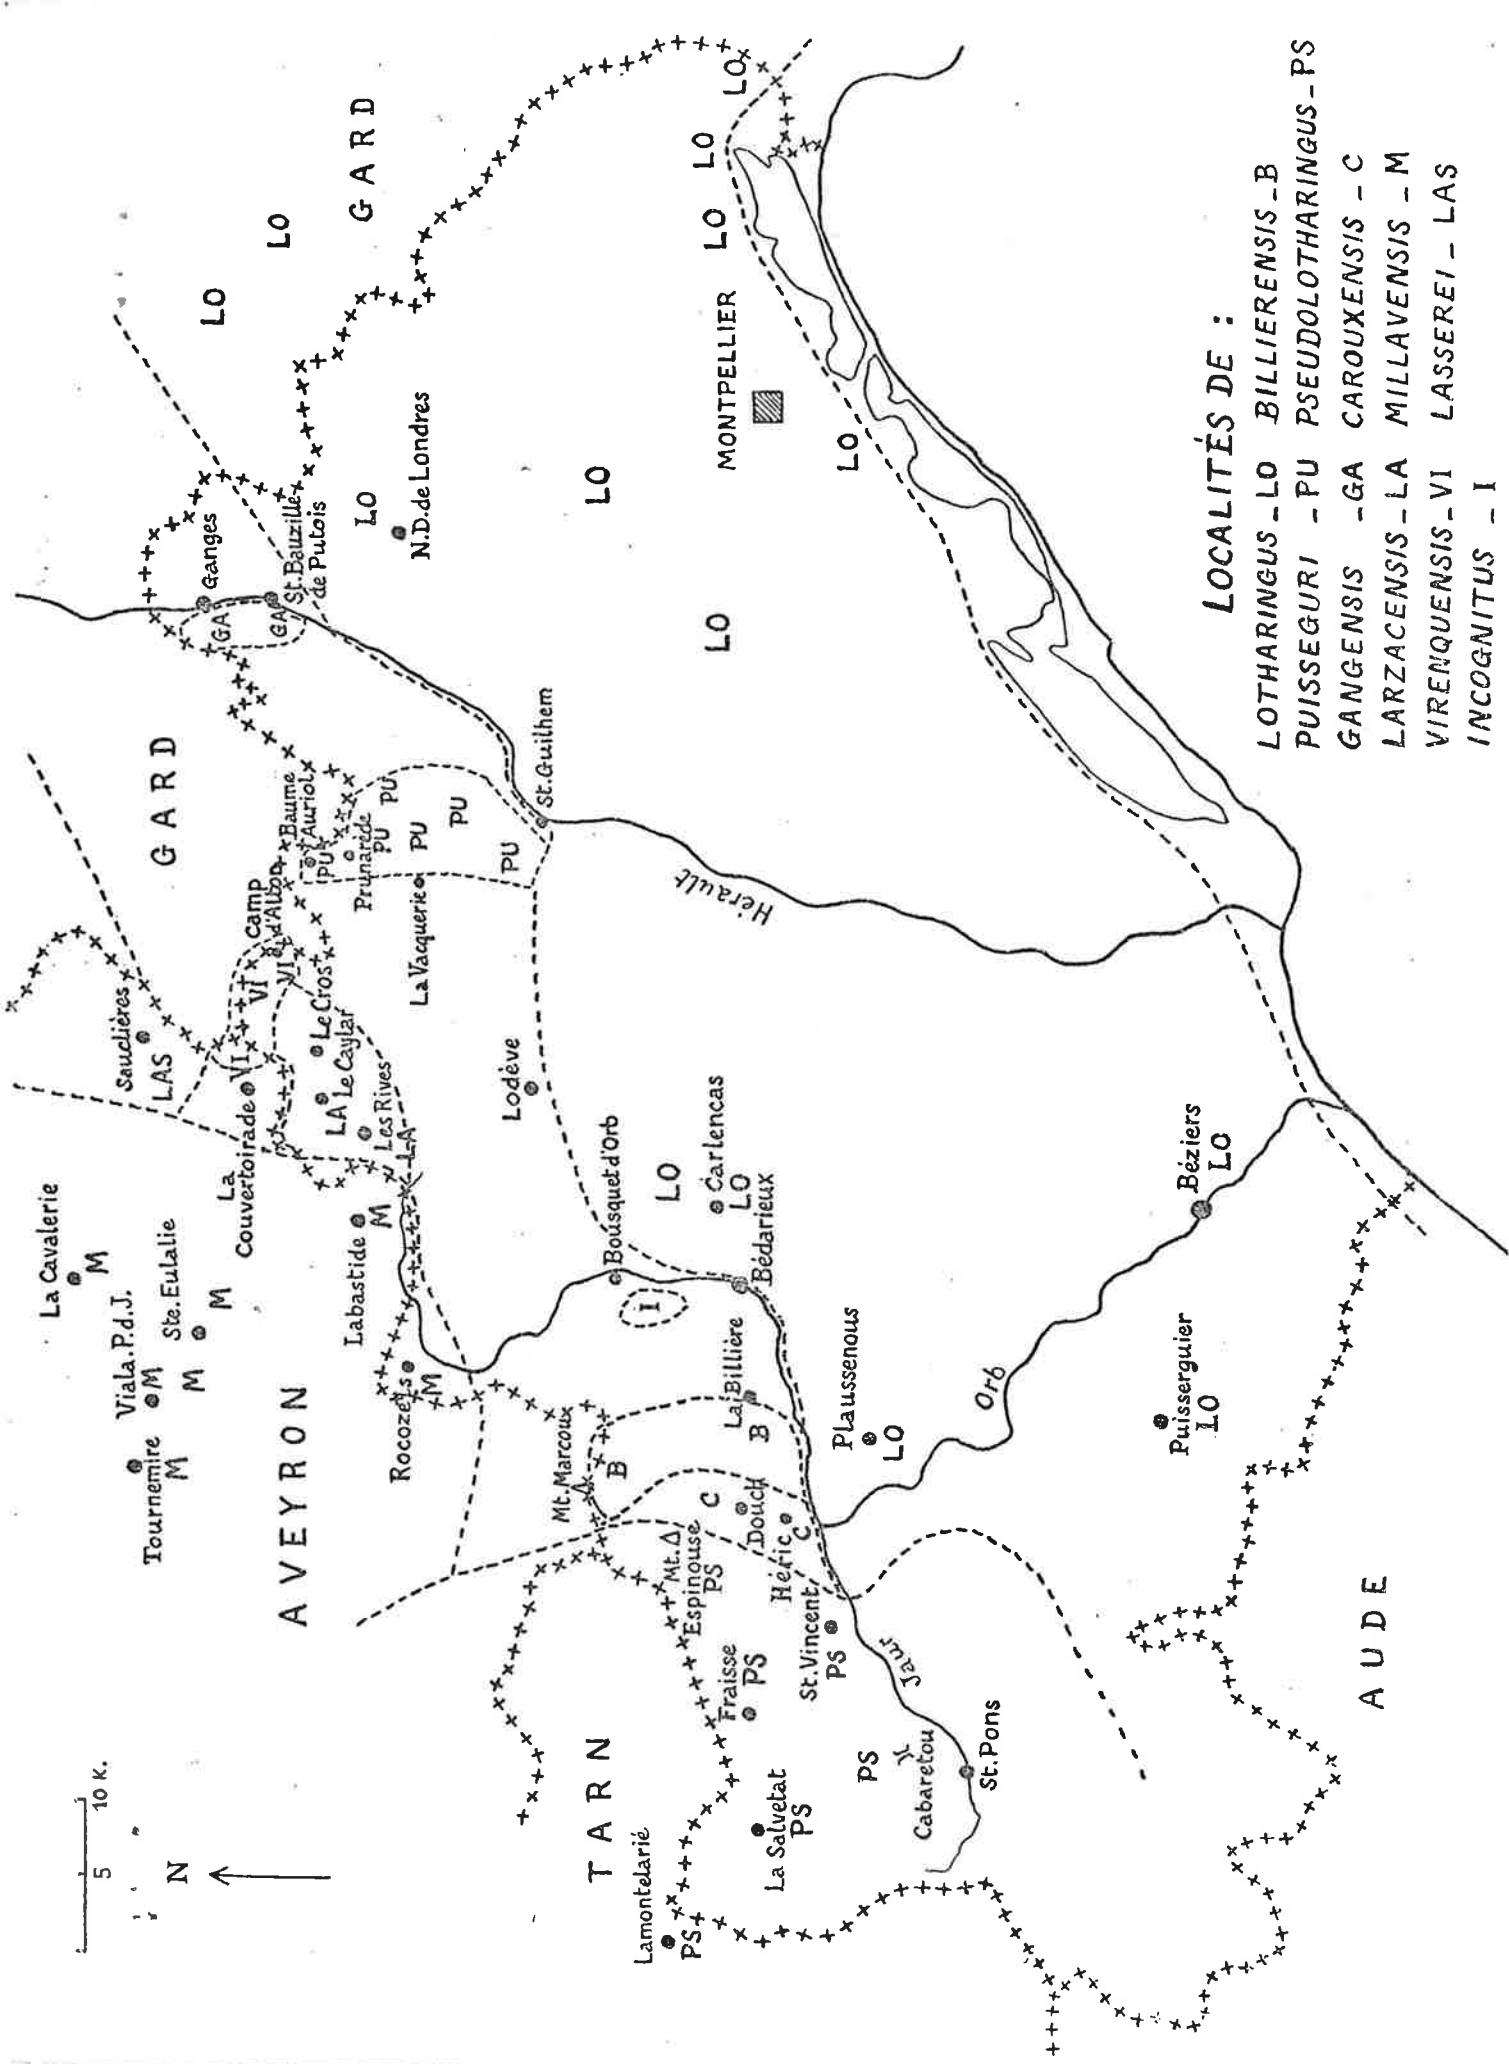 5
10 K.
N
AVEYRON
TARN
GARD
GARD
AUDE
La Cavalerie
M
Viala.P.d.J.
M
Ste. Eulalie
M
M
Tournemire
M
Sauclières
LAS
La
Couvertoirade
VI
VI
VI
Camp
d'Alton
Baume
Auriol
PU
Prunarède
PU
PU
PU
PU
PU
La Vacquerie
Le Cros
Le Caylar
LA
Les Rives
LA
Labastide
M
Rocozels
M
Ganges
GA
GA
St. Bauzille
de Putois
LO
N.D. de Londres
LO
LO
LO
LO
LO
LO
LO
LO
MONTPELLIER
St. Guilhem
Hérault
Lodève
Bousquet d'Orb
I
LO
Carlencas
LO
Bédarieux
La Billière
B
B
Mt. Marcoux
C
Douch
Héric
C
Mt. Δ
Espinouse
PS
Fraisse
PS
St. Vincent
PS
Jaur
Lamontelarié
PS
La Salvetat
PS
PS
Cabaretou
St. Pons
Plaussenous
LO
Orb
Béziers
LO
Puisserguier
LO
LOCALITÉS DE :
LOTHARINGUS _ LO BILLIERENSIS _ B
PUISSEGURI _ PU PSEUDOLOTHARINGUS _ PS
GANGENSIS _ GA CAROUXENSIS _ C
LARZACENSIS _ LA MILLAVENSIS _ M
VIRENQUENSIS _ VI LASSEREI _ LAS
INCOGNITUS _ I